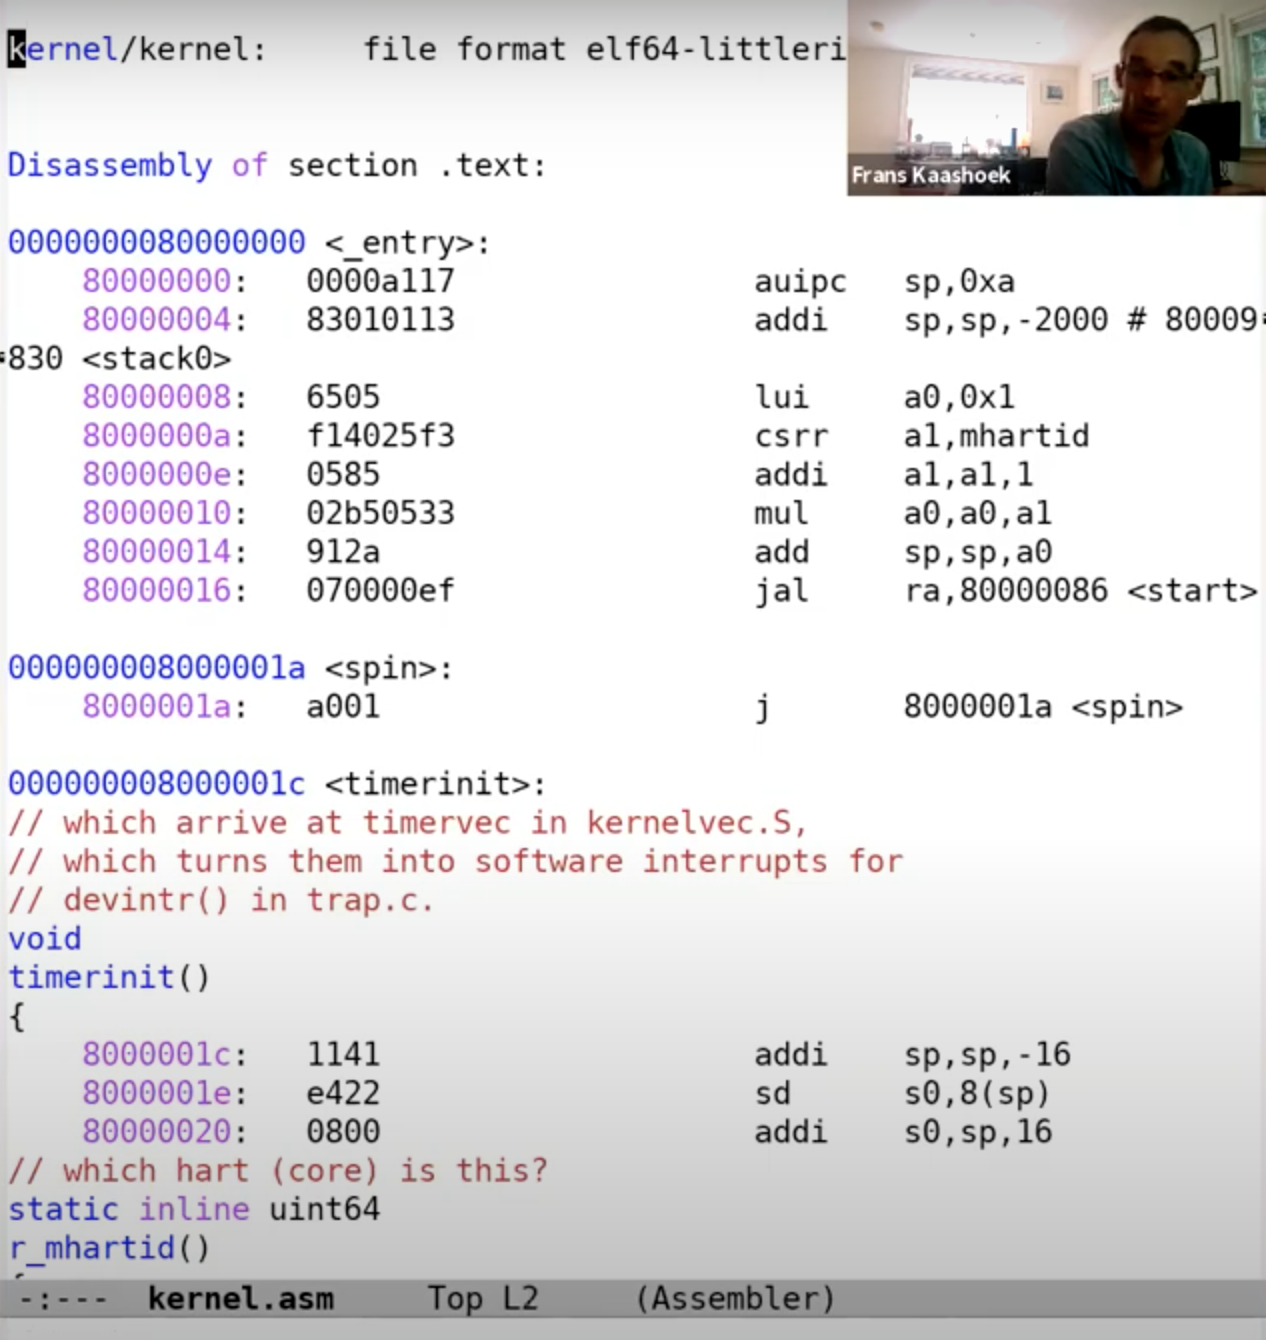 kernel/kernel:     file format elf64-littleri
Frans Kaashoek
Disassembly of section .text:
0000000080000000 <_entry>:
    80000000:   0000a117                auipc   sp,0xa
    80000004:   83010113                addi    sp,sp,-2000 # 80009
830 <stack0>
    80000008:   6505                    lui     a0,0x1
    8000000a:   f14025f3                csrr    a1,mhartid
    8000000e:   0585                    addi    a1,a1,1
    80000010:   02b50533                mul     a0,a0,a1
    80000014:   912a                    add     sp,sp,a0
    80000016:   070000ef                jal     ra,80000086 <start>
000000008000001a <spin>:
    8000001a:   a001                    j       8000001a <spin>
000000008000001c <timerinit>:
// which arrive at timervec in kernelvec.S,
// which turns them into software interrupts for
// devintr() in trap.c.
void
timerinit()
{
    8000001c:   1141                    addi    sp,sp,-16
    8000001e:   e422                    sd      s0,8(sp)
    80000020:   0800                    addi    s0,sp,16
// which hart (core) is this?
static inline uint64
r_mhartid()
-:---  kernel.asm     Top L2     (Assembler)